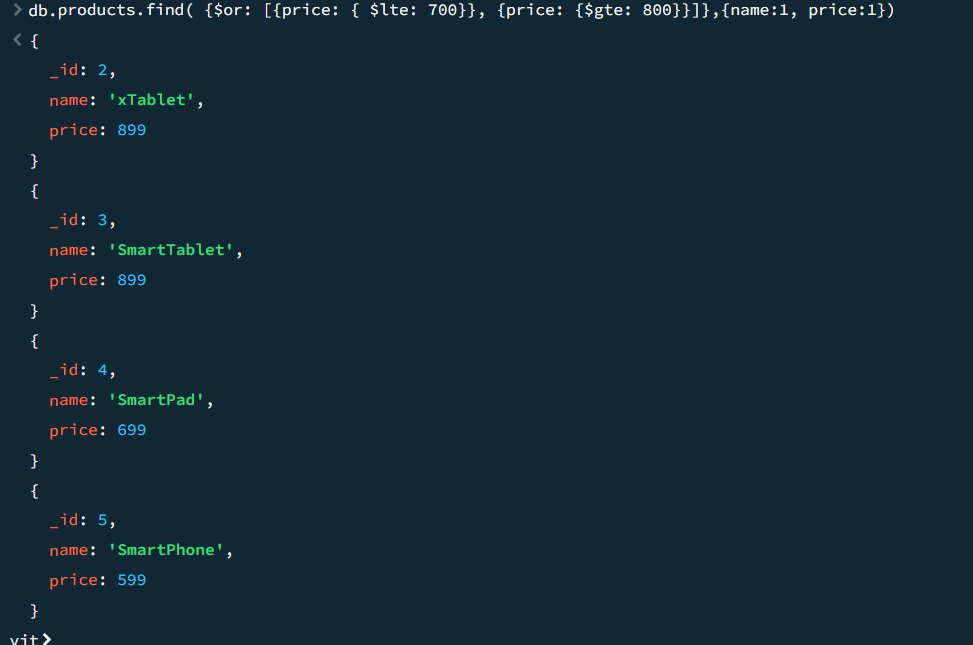 > db.products.find( {$or: [{price: { $lte: 700}}, {price: {$gte: 800}}]},{name:1, price:1})
< {
_id: 2,
name: 'xTablet',
price: 899
}
{
_id: 3,
name: 'SmartTablet',
price: 899
}
{
_id: 4,
name: 'SmartPad',
price: 699
}
{
_id: 5,
name: 'SmartPhone',
price: 599
}
vit>